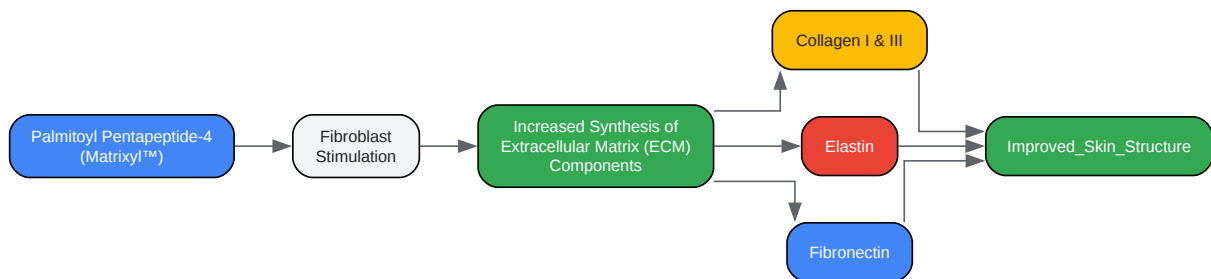 Palmitoyl Pentapeptide-4
(Matrixyl™)
Fibroblast
Stimulation
Increased Synthesis of
Extracellular Matrix (ECM)
Components
Collagen I & III
Elastin
Fibronectin
Improved_Skin_Structure